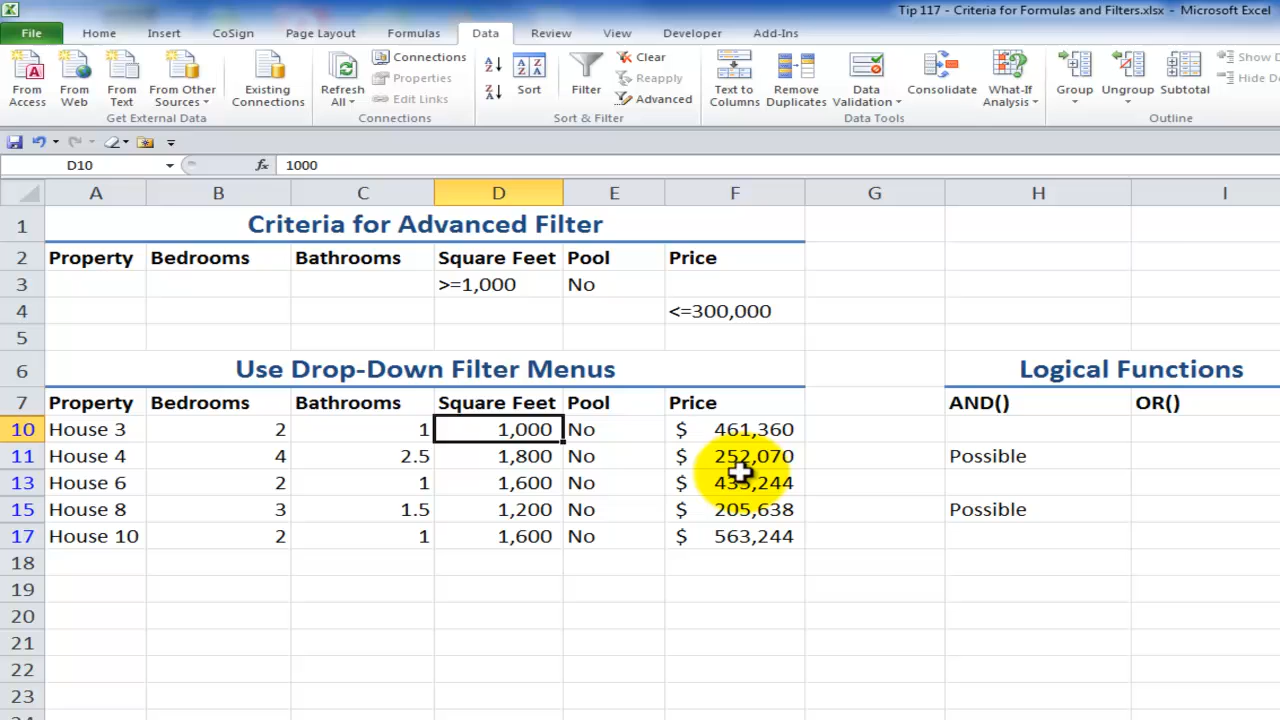 Tip 117 - Criteria for Formulas and Filters.xlsx - Microsoft Excel
File Home Insert CoSign Page Layout Formulas Data Review View Developer Add-Ins
From Access
From Web
From Text
From Other Sources
Existing Connections
Get External Data
Refresh All
Connections
Properties
Edit Links
Connections
Sort
Filter
Clear
Reapply
Advanced
Sort & Filter
Text to Columns
Remove Duplicates
Data Validation
Consolidate
What-If Analysis
Data Tools
Group
Ungroup
Subtotal
Show D
Hide De
Outline
D10 fx 1000
A B C D E F G H I
1 Criteria for Advanced Filter
2 Property Bedrooms Bathrooms Square Feet Pool Price
3 >=1,000 No
4 <=300,000
5
6 Use Drop-Down Filter Menus Logical Functions
7 Property Bedrooms Bathrooms Square Feet Pool Price AND() OR()
10 House 3 2 1 1,000 No $ 461,360
11 House 4 4 2.5 1,800 No $ 252,070 Possible
13 House 6 2 1 1,600 No $ 435,244
15 House 8 3 1.5 1,200 No $ 205,638 Possible
17 House 10 2 1 1,600 No $ 563,244
18
19
20
21
22
23